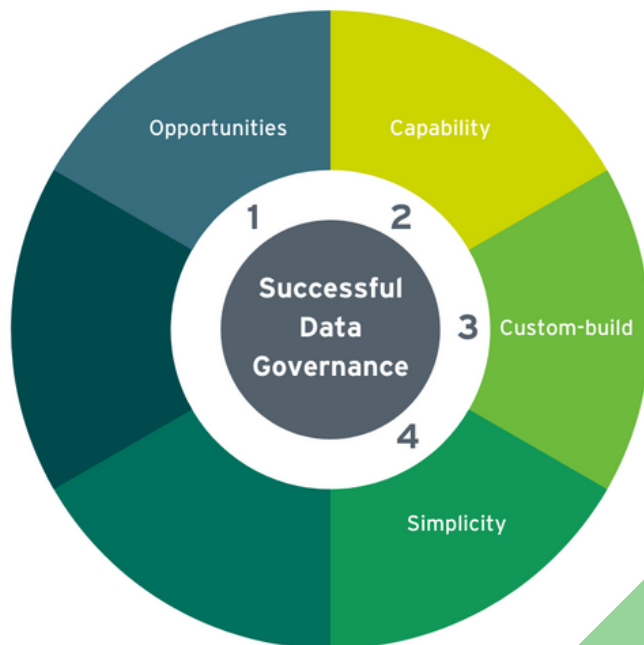 Opportunities
Capability
1
2
Successful
Data
Governance
3
Custom-build
4
Simplicity